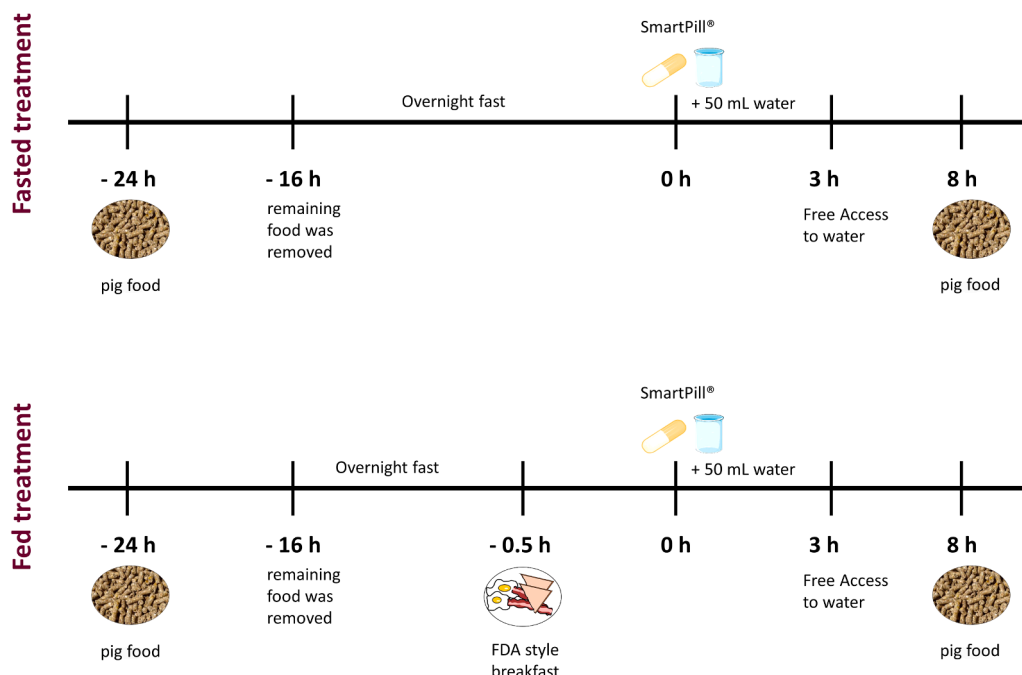 Fasted treatment
SmartPill®
Overnight fast
+ 50 mL water
- 24 h
- 16 h
0 h
3 h
8 h
remaining
food was
removed
Free Access
to water
pig food
pig food
Fed treatment
SmartPill®
Overnight fast
+ 50 mL water
- 24 h
- 16 h
- 0.5 h
0 h
3 h
8 h
remaining
food was
removed
Free Access
to water
pig food
FDA style
breakfast
pig food